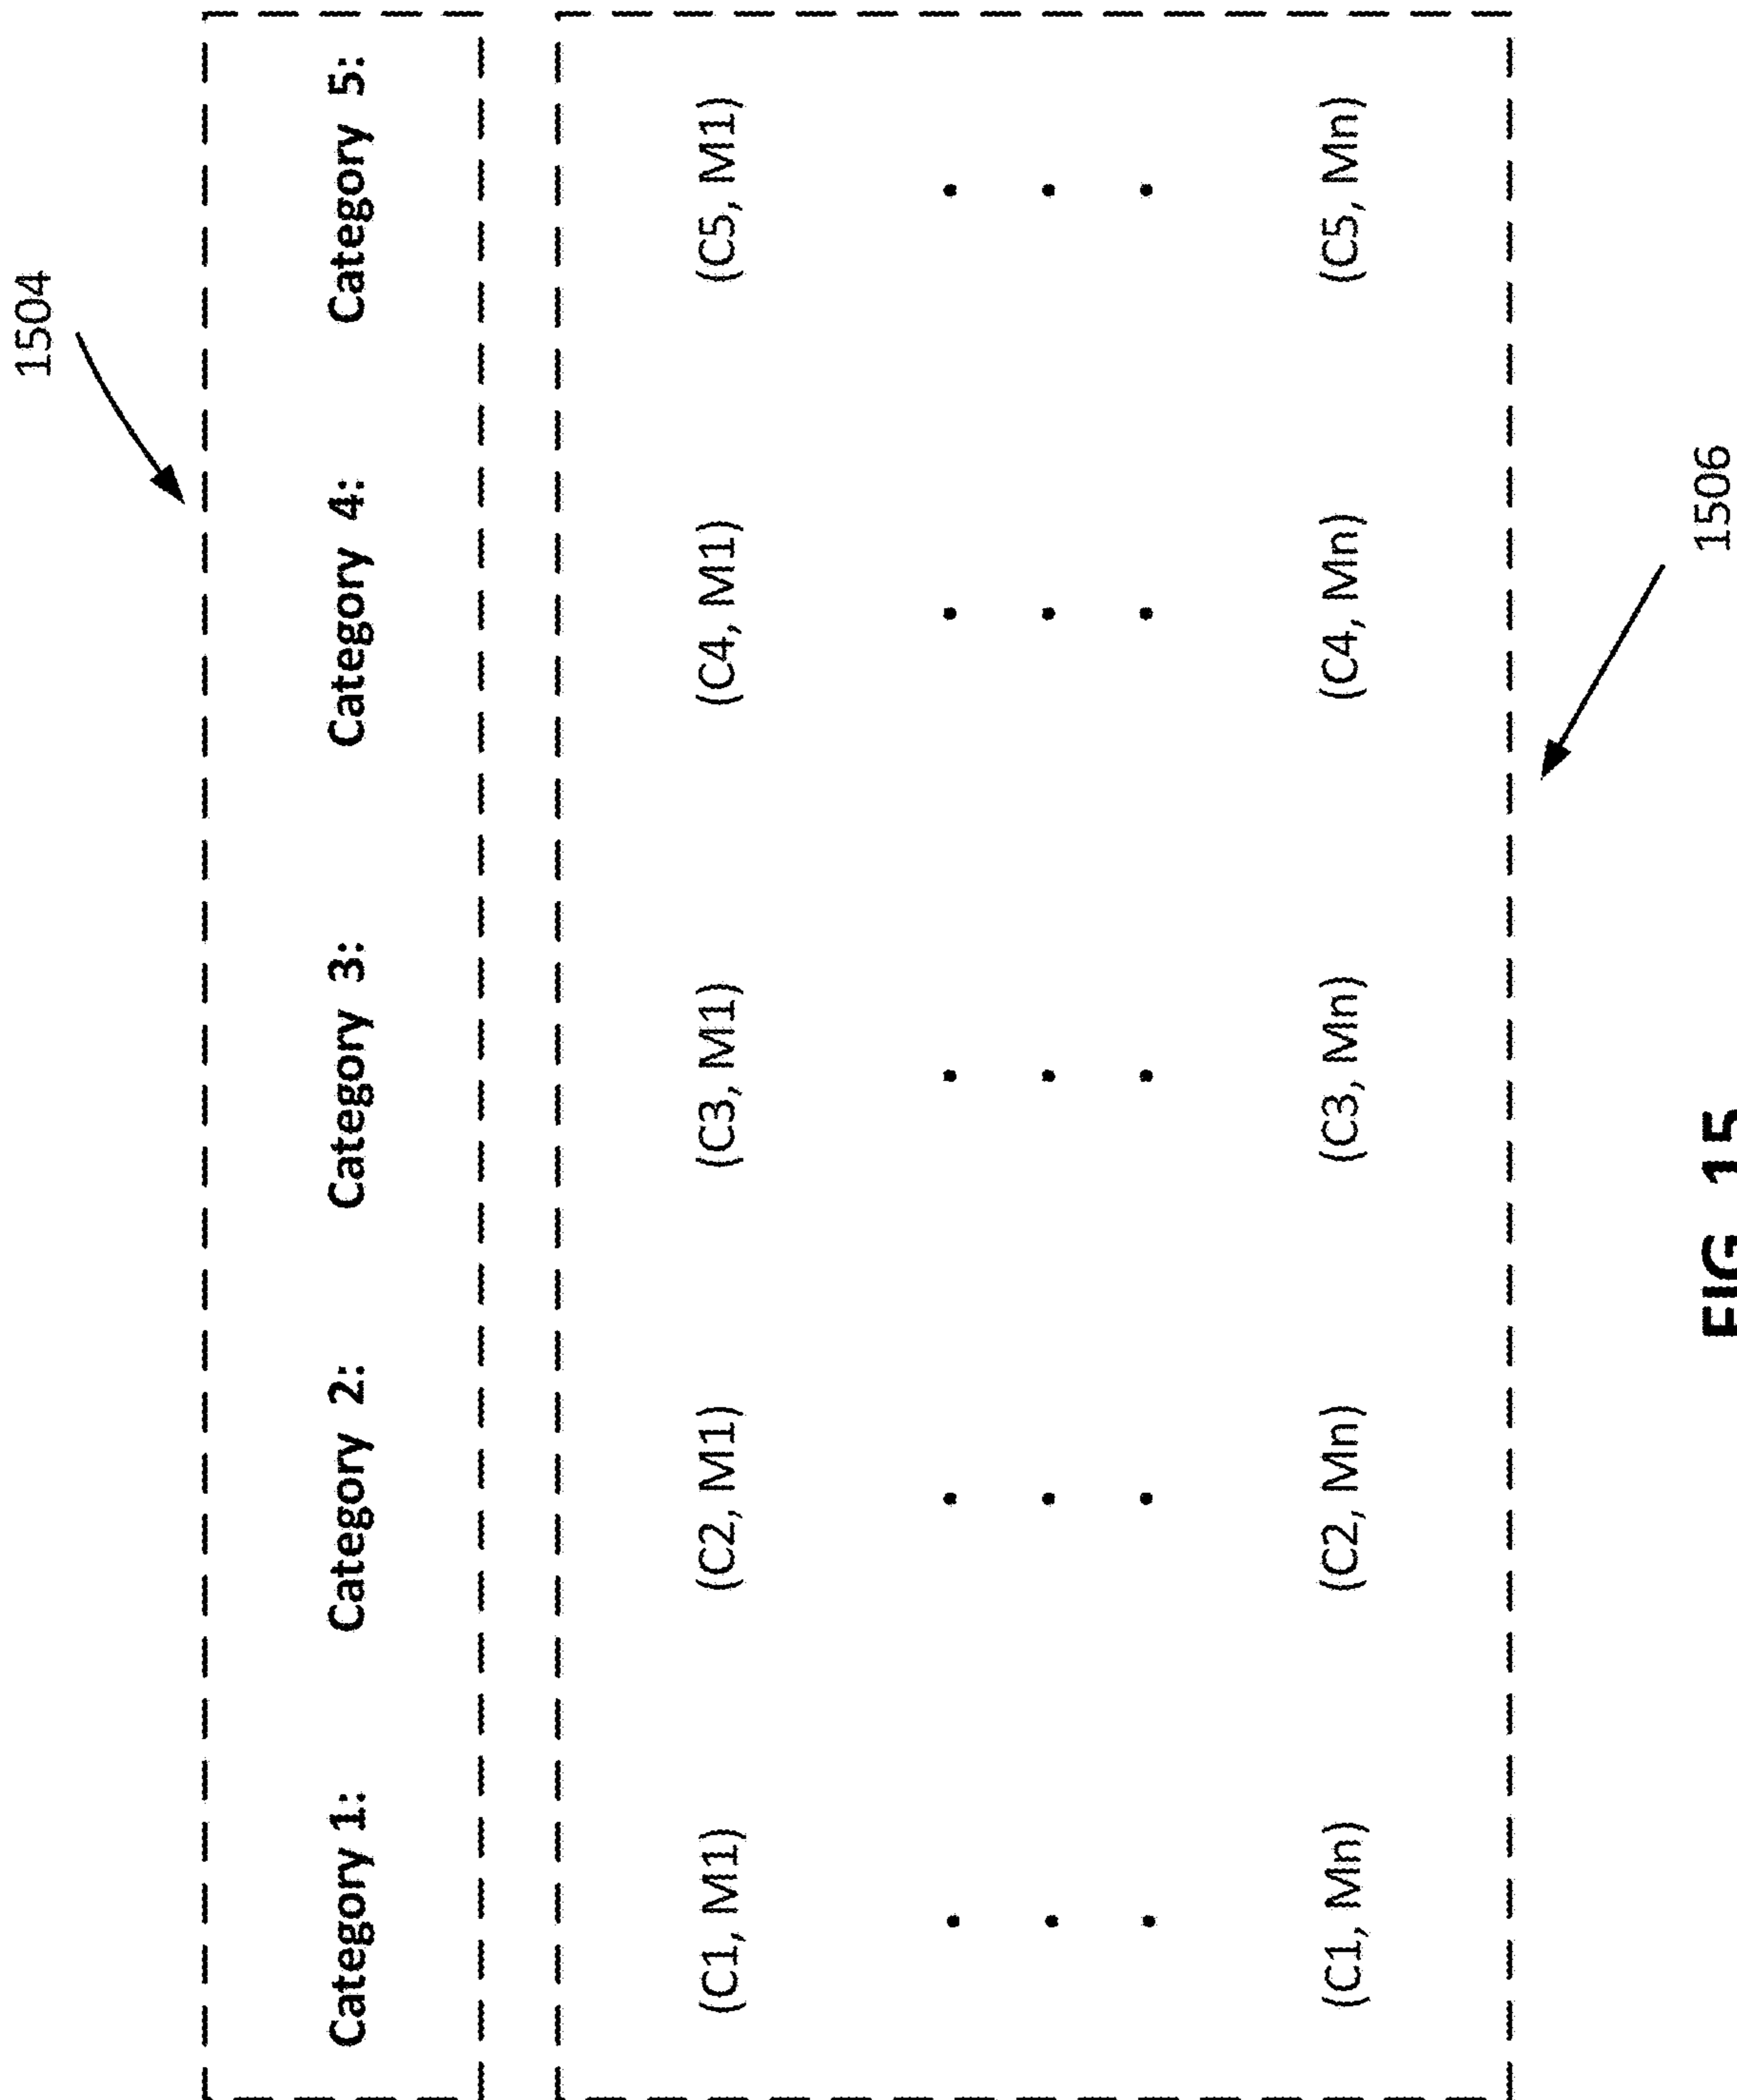 1504
Category 1: Category 2: Category 3: Category 4: Category 5:
(C1, M1) (C2, M1) (C3, M1) (C4, M1) (C5, M1)
(C1, Mn) (C2, Mn) (C3, Mn) (C4, Mn) (C5, Mn)
1506
FIG. 15